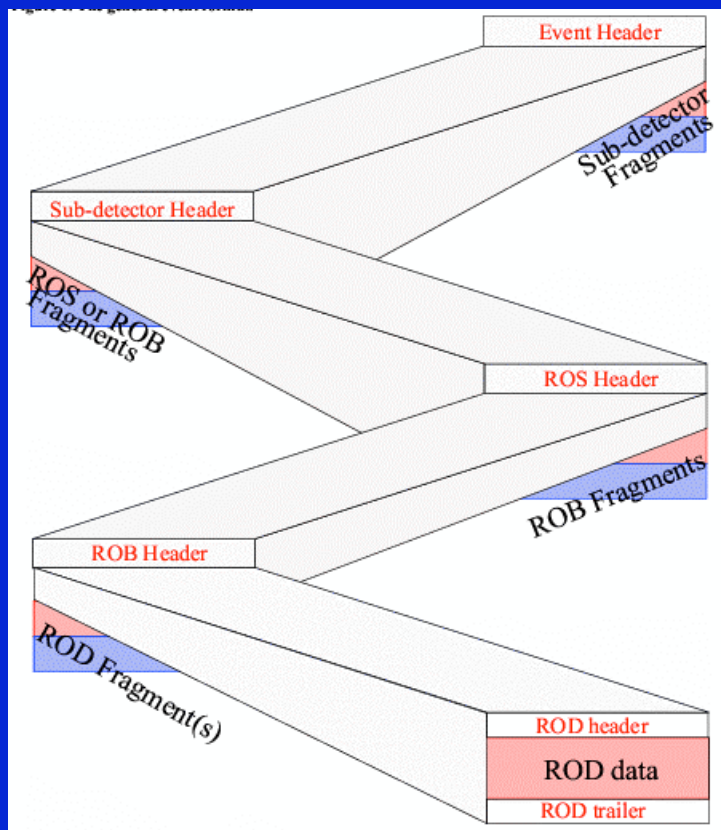 Event Header
Sub-detector
Fragments
Sub-detector Header
ROS or ROB
Fragments
ROS Header
ROB Fragments
ROB Header
ROD Fragment(s)
ROD header
ROD data
ROD trailer